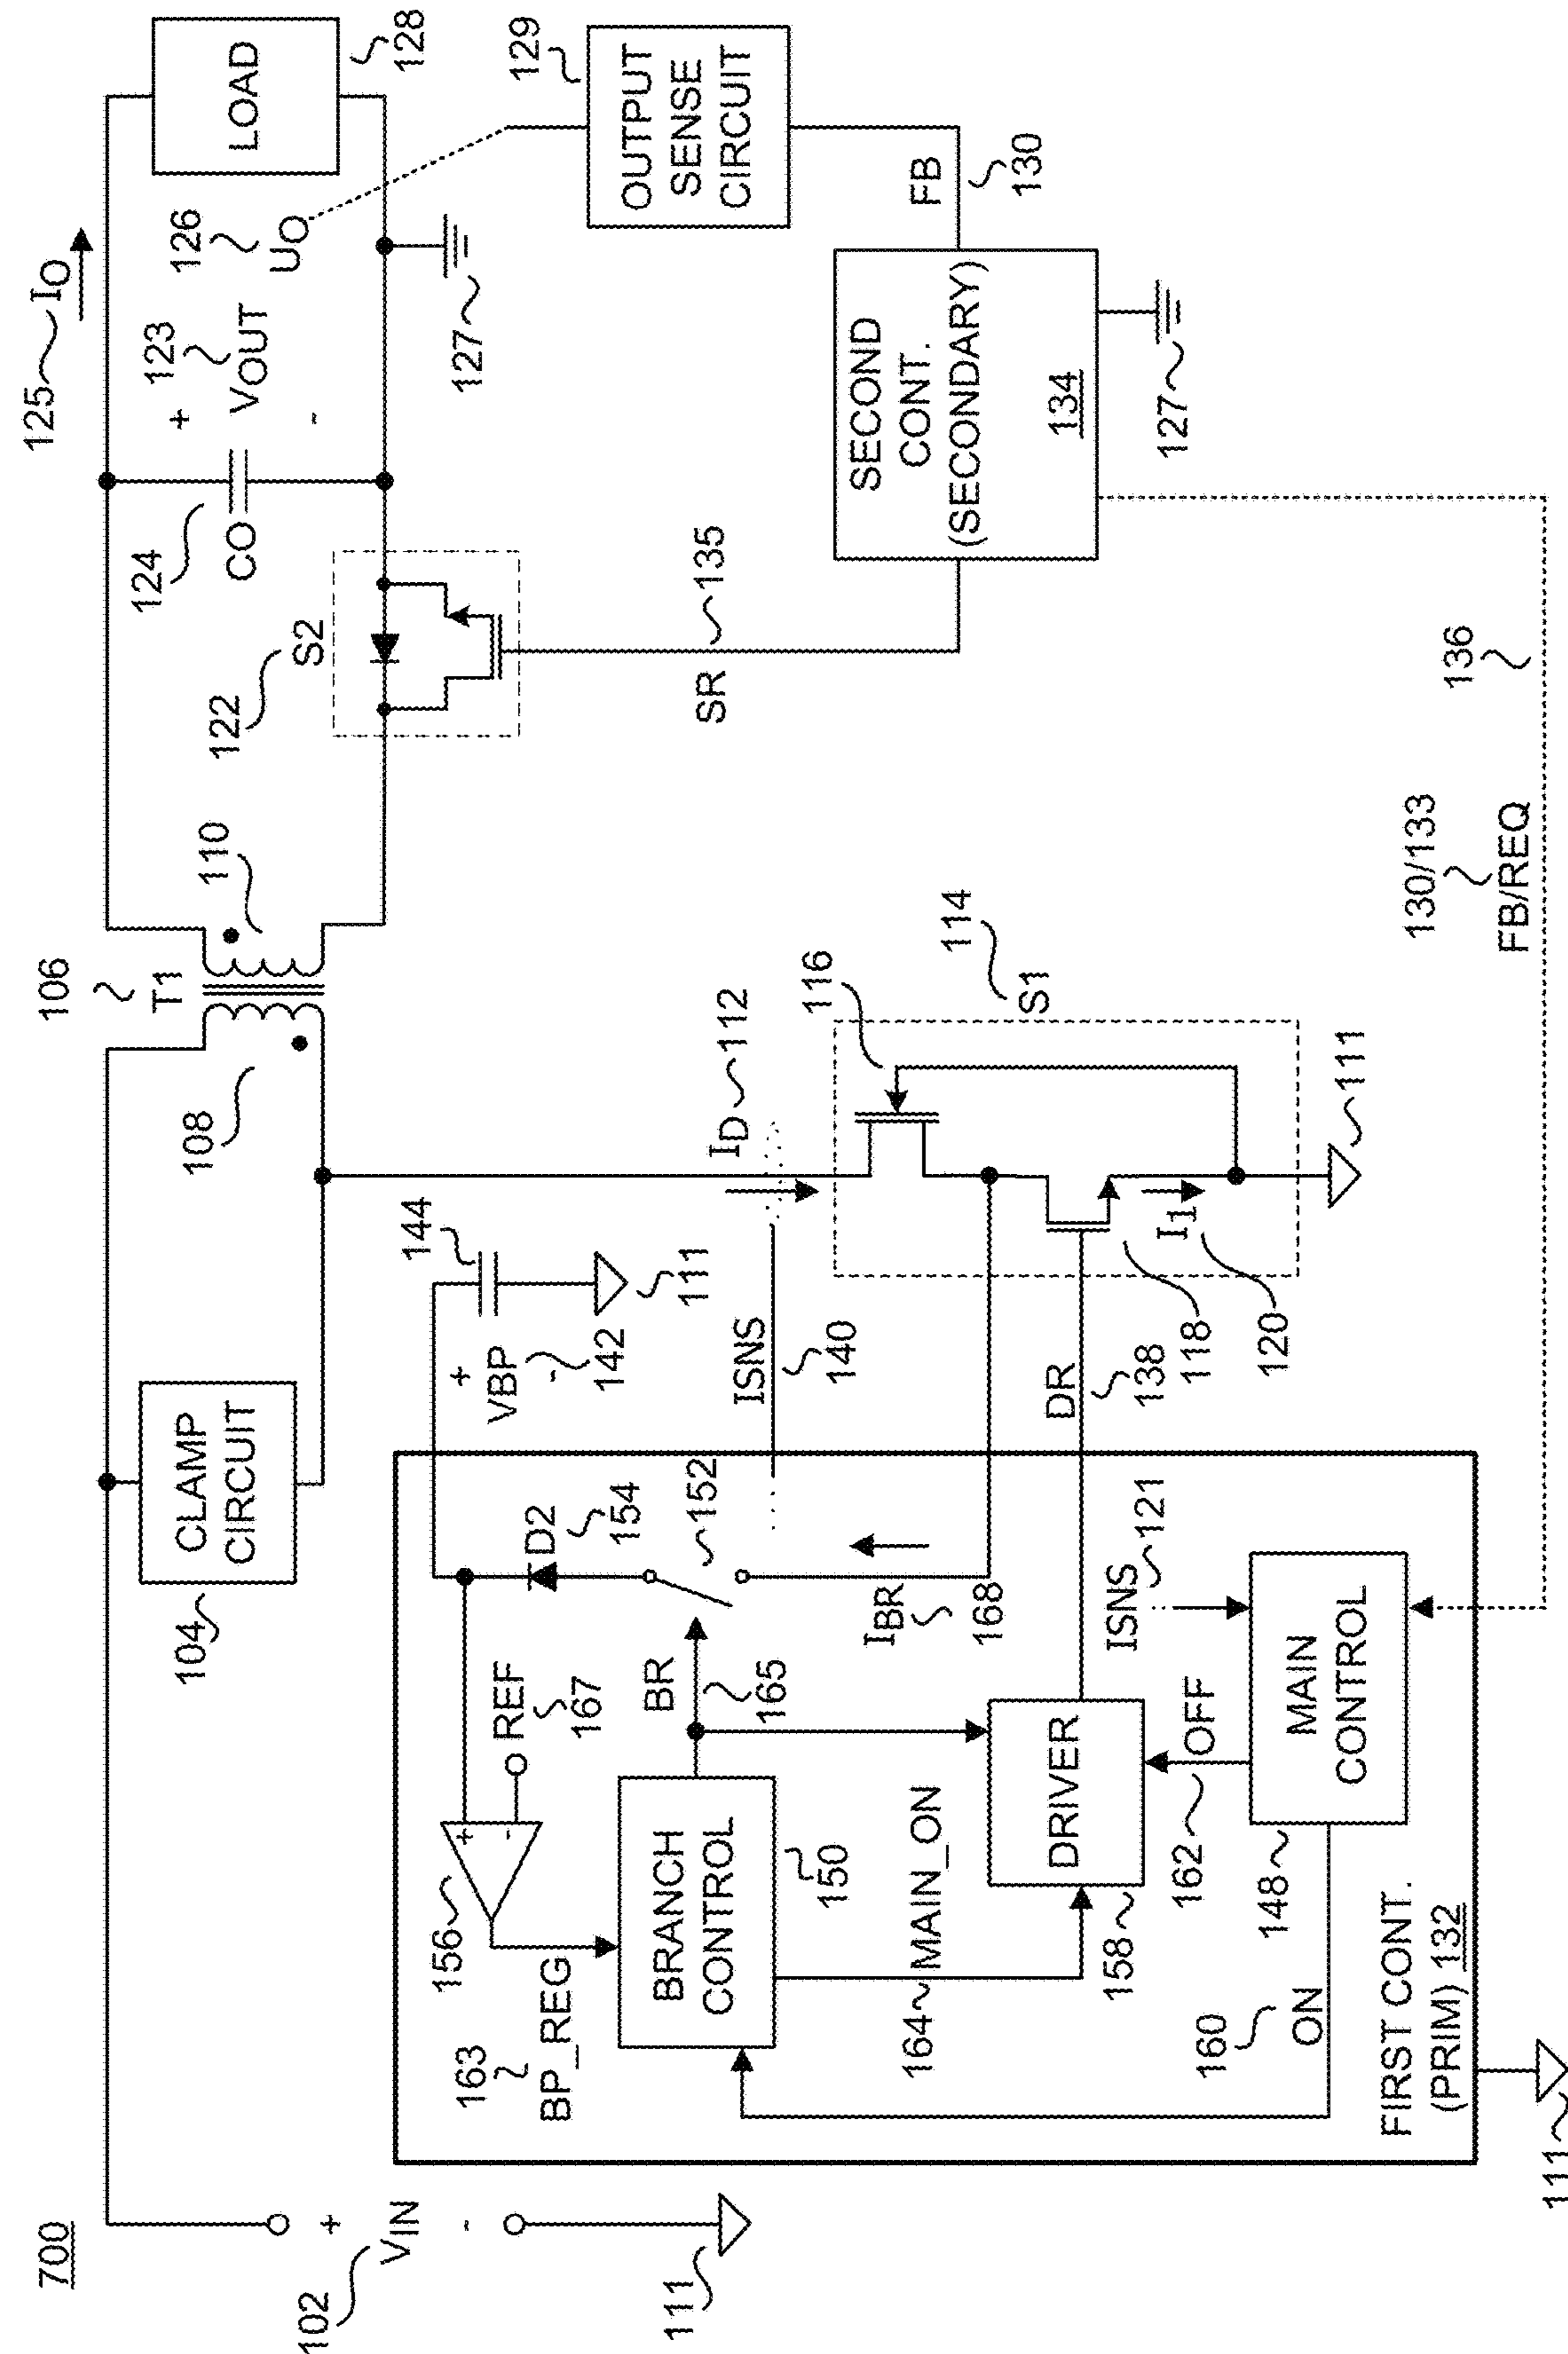 700
102
VIN
+
-
111
104
CLAMP
CIRCUIT
106
T1
108
110
125
IO
+
123
VOUT
-
124
CO
126
UO
LOAD
128
122
S2
127
129
OUTPUT
SENSE
CIRCUIT
FB
130
SR
135
SECOND
CONT.
(SECONDARY)
134
127
136
130/133
FB/REQ
144
+
VBP
-
142
111
ID
112
ISNS
140
116
114
S1
DR
138
118
I1
120
111
D2
154
152
REF
167
+
-
156
163
BP_REG
BR
165
IBR
168
BRANCH
CONTROL
150
164
MAIN_ON
DRIVER
158
162
OFF
ISNS
121
MAIN
CONTROL
148
160
ON
FIRST CONT.
(PRIM) 132
111